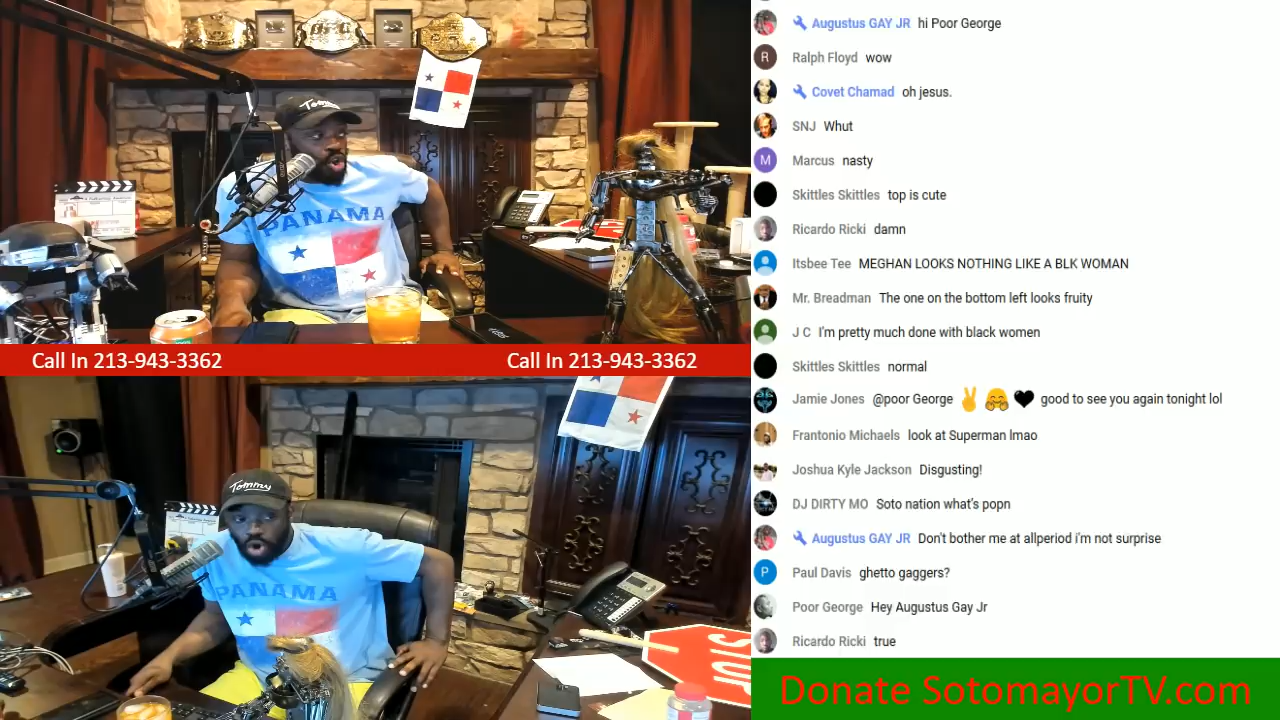 Tommy
PANAMA
Call In 213-943-3362
Call In 213-943-3362
Tommy
PANAMA
STOP
Augustus GAY JR hi Poor George
R Ralph Floyd wow
Covet Chamad oh jesus.
SNJ Whut
M Marcus nasty
Skittles Skittles top is cute
Ricardo Ricki damn
Itsbee Tee MEGHAN LOOKS NOTHING LIKE A BLK WOMAN
Mr. Breadman The one on the bottom left looks fruity
J C I'm pretty much done with black women
Skittles Skittles normal
Jamie Jones @poor George ✌️ 🤗 🖤 good to see you again tonight lol
Frantonio Michaels look at Superman lmao
Joshua Kyle Jackson Disgusting!
DJ DIRTY MO Soto nation what's popn
Augustus GAY JR Don't bother me at allperiod i'm not surprise
P Paul Davis ghetto gaggers?
Poor George Hey Augustus Gay Jr
Ricardo Ricki true
Donate SotomayorTV.com